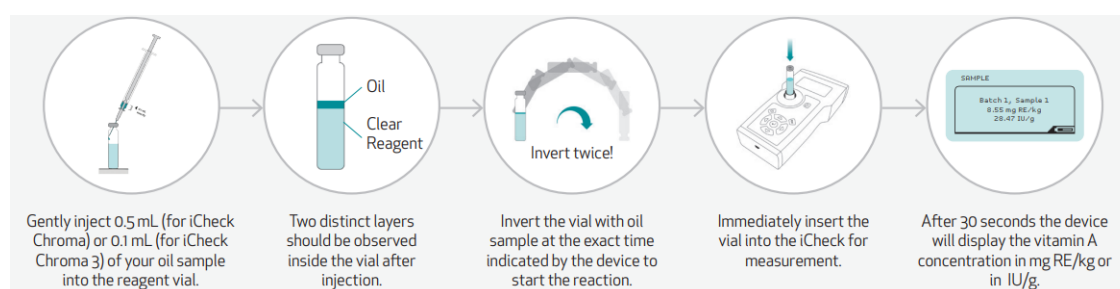 Oil
Clear
Reagent
Invert twice!
SAMPLE
Batch 1, Sample 1
8.55 mg RE/kg
28.47 IU/g
Gently inject 0.5 mL (for iCheck
Chroma) or 0.1 mL (for iCheck
Chroma 3) of your oil sample
into the reagent vial.
Two distinct layers
should be observed
inside the vial after
injection.
Invert the vial with oil
sample at the exact time
indicated by the device to
start the reaction.
Immediately insert the
vial into the iCheck for
measurement.
After 30 seconds the device
will display the vitamin A
concentration in mg RE/kg or
in IU/g.